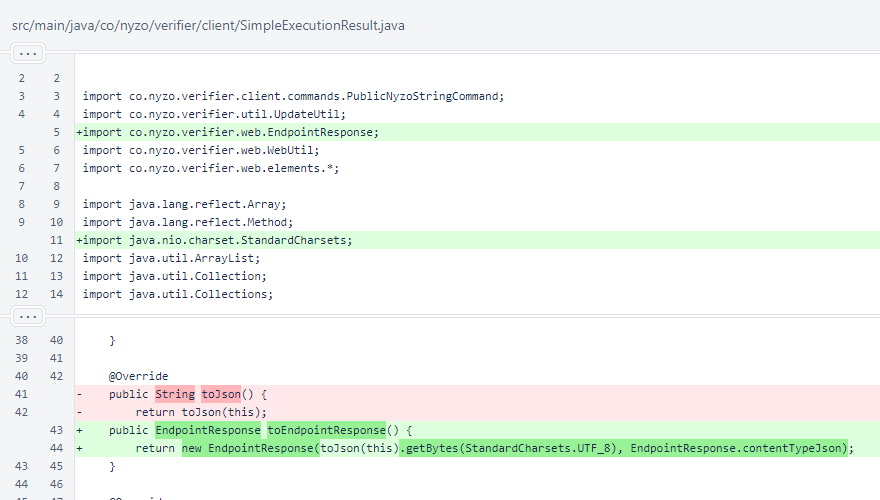 src/main/java/co/nyzo/verifier/client/SimpleExecutionResult.java
...
2 2
3 3 import co.nyzo.verifier.client.commands.PublicNyzoStringCommand;
4 4 import co.nyzo.verifier.util.UpdateUtil;
5 +import co.nyzo.verifier.web.EndpointResponse;
5 6 import co.nyzo.verifier.web.WebUtil;
6 7 import co.nyzo.verifier.web.elements.*;
7 8
8 9 import java.lang.reflect.Array;
9 10 import java.lang.reflect.Method;
11 +import java.nio.charset.StandardCharsets;
10 12 import java.util.ArrayList;
11 13 import java.util.Collection;
12 14 import java.util.Collections;
...
38 40 }
39 41
40 42 @Override
41 - public String toJson() {
42 - return toJson(this);
43 + public EndpointResponse toEndpointResponse() {
44 + return new EndpointResponse(toJson(this).getBytes(StandardCharsets.UTF_8), EndpointResponse.contentTypeJson);
43 45 }
44 46